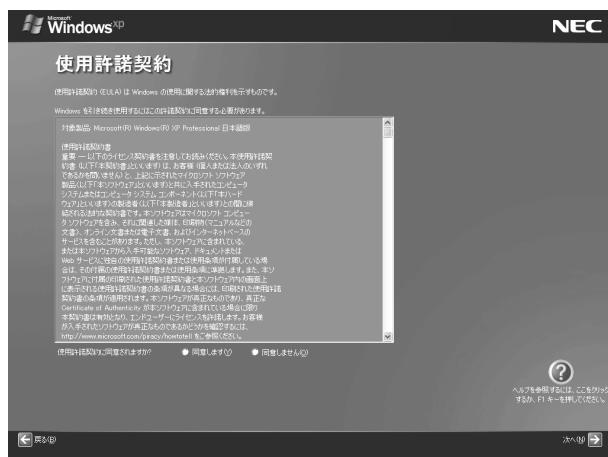 Microsoft
Windows xp
NEC
使用許諾契約
使用許諾契約 (EULA) は Windows の使用に関する法的権利を示すものです。
Windows を引き続き使用するにはこの許諾契約に同意する必要があります。
対象製品: Microsoft(R) Windows(R) XP Professional 日本語版
使用許諾契約書
重要 — 以下のライセンス契約書を注意してお読みください。本使用許諾契
約書 (以下「本契約書」といいます) は、お客様 (個人または法人のいずれ
であるかを問いません) と、上記に示されたマイクロソフト ソフトウェア
製品 (以下「本ソフトウェア」といいます) と共に入手されたコンピュータ
システムまたはコンピュータ システム コンポーネント (以下「本ハード
ウェア」といいます) の製造者 (以下「本製造者」といいます) との間に締
結される法的な契約書です。本ソフトウェアはマイクロソフト コンピュー
タ ソフトウェアを含み、それに関連した媒体、印刷物 (マニュアルなどの
文書)、オンライン文書または電子文書、およびインターネットベースの
サービスを含むことがあります。ただし、本ソフトウェアに含まれている、
または本ソフトウェアから入手可能なソフトウェア、ドキュメントまたは
Web サービスに独自の使用許諾契約書または使用条項が付属している場
合は、その付属の使用許諾契約書または使用条項に準拠します。また、本ソ
フトウェアに付属の印刷された使用許諾契約書と本ソフトウェア内の画面上
に表示される使用許諾契約書の条項が異なる場合には、印刷された使用許諾
契約書の条項が適用されます。本ソフトウェアが真正なものであり、真正な
Certificate of Authenticity が本ソフトウェアに含まれている場合に限り
本契約書は有効となり、エンドユーザーにライセンスを許諾します。お客様
が入手されたソフトウェアが真正なものであるかどうかを確認するには、
http://www.microsoft.com/piracy/howtotell をご参照ください。
使用許諾契約に同意されますか?
同意します(Y)
同意しません(O)
ヘルプを参照するには、ここをクリック
するか、F1 キーを押してください。
戻る(B)
次へ(N)